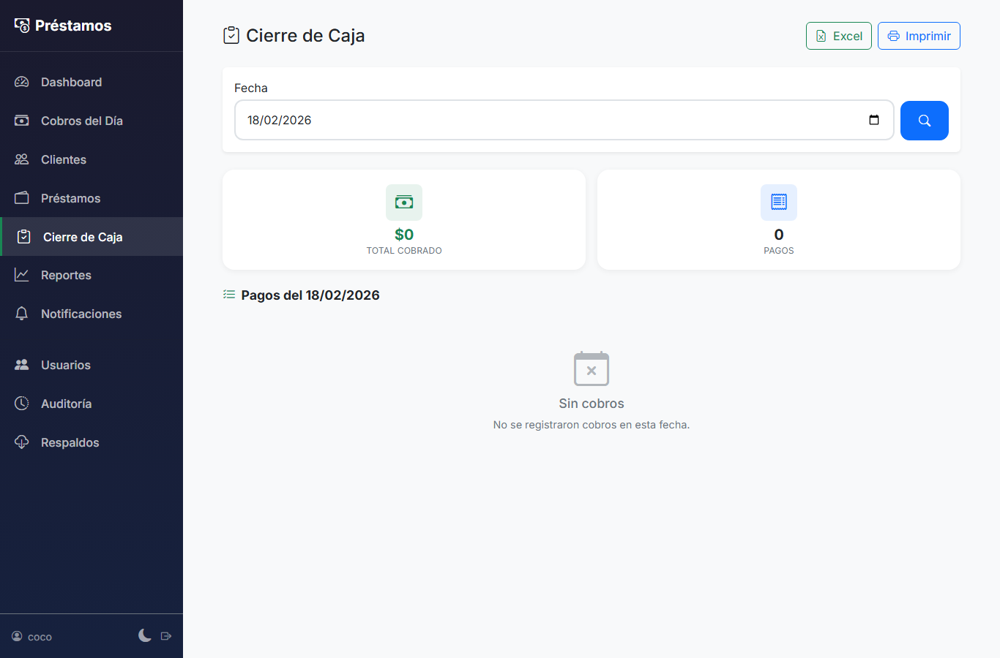 Préstamos
Dashboard
Cobros del Día
Clientes
Préstamos
Cierre de Caja
Reportes
Notificaciones
Usuarios
Auditoría
Respaldos
coco
Cierre de Caja
Excel
Imprimir
Fecha
18/02/2026
$0
TOTAL COBRADO
0
PAGOS
Pagos del 18/02/2026
Sin cobros
No se registraron cobros en esta fecha.